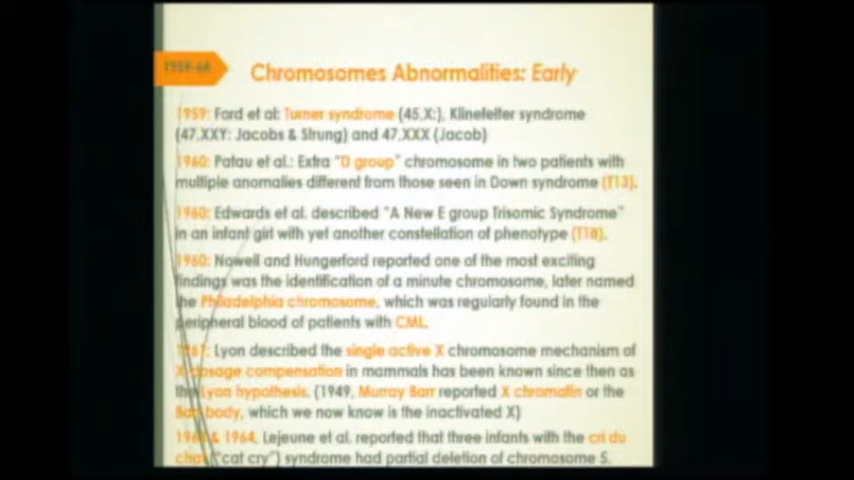 1959-64
Chromosomes Abnormalities: Early
1959: Ford et al: Turner syndrome (45,X:), Klinefelter syndrome
(47,XXY: Jacobs & Strung) and 47,XXX (Jacob)
1960: Patau et al.: Extra "D group" chromosome in two patients with
multiple anomalies different from those seen in Down syndrome (T13).
1960: Edwards et al. described "A New E group Trisomic Syndrome"
in an infant girl with yet another constellation of phenotype (T18).
1960: Nowell and Hungerford reported one of the most exciting
findings was the identification of a minute chromosome, later named
the Philadelphia chromosome, which was regularly found in the
peripheral blood of patients with CML.
Lyon described the single active X chromosome mechanism of
X dosage compensation in mammals has been known since then as
the Lyon hypothesis. (1949, Murray Barr reported X chromatin or the
Barr body, which we now know is the inactivated X)
& 1964, Lejeune et al. reported that three infants with the cri du
chat ("cat cry") syndrome had partial deletion of chromosome 5.